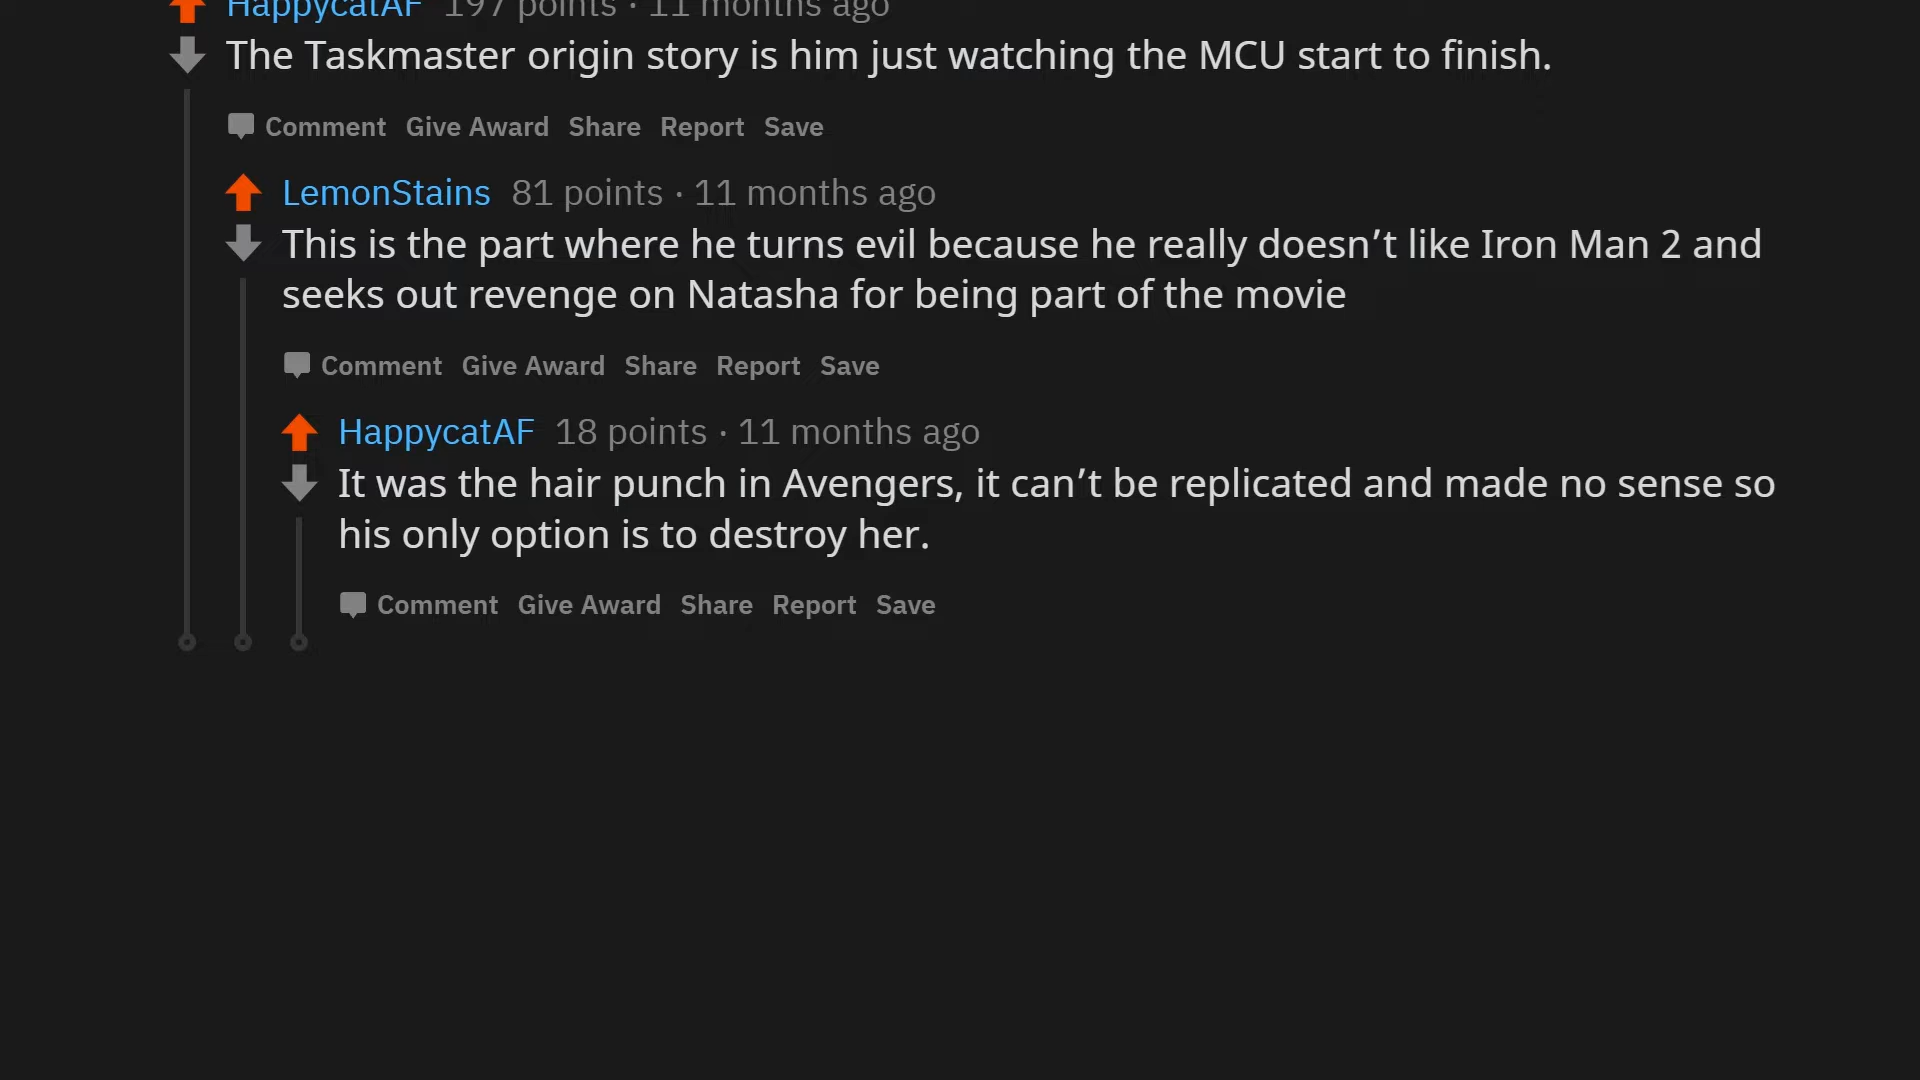 HappycatAF 197 points · 11 months ago
The Taskmaster origin story is him just watching the MCU start to finish.
Comment Give Award Share Report Save
LemonStains 81 points · 11 months ago
This is the part where he turns evil because he really doesn’t like Iron Man 2 and
seeks out revenge on Natasha for being part of the movie
Comment Give Award Share Report Save
HappycatAF 18 points · 11 months ago
It was the hair punch in Avengers, it can’t be replicated and made no sense so
his only option is to destroy her.
Comment Give Award Share Report Save